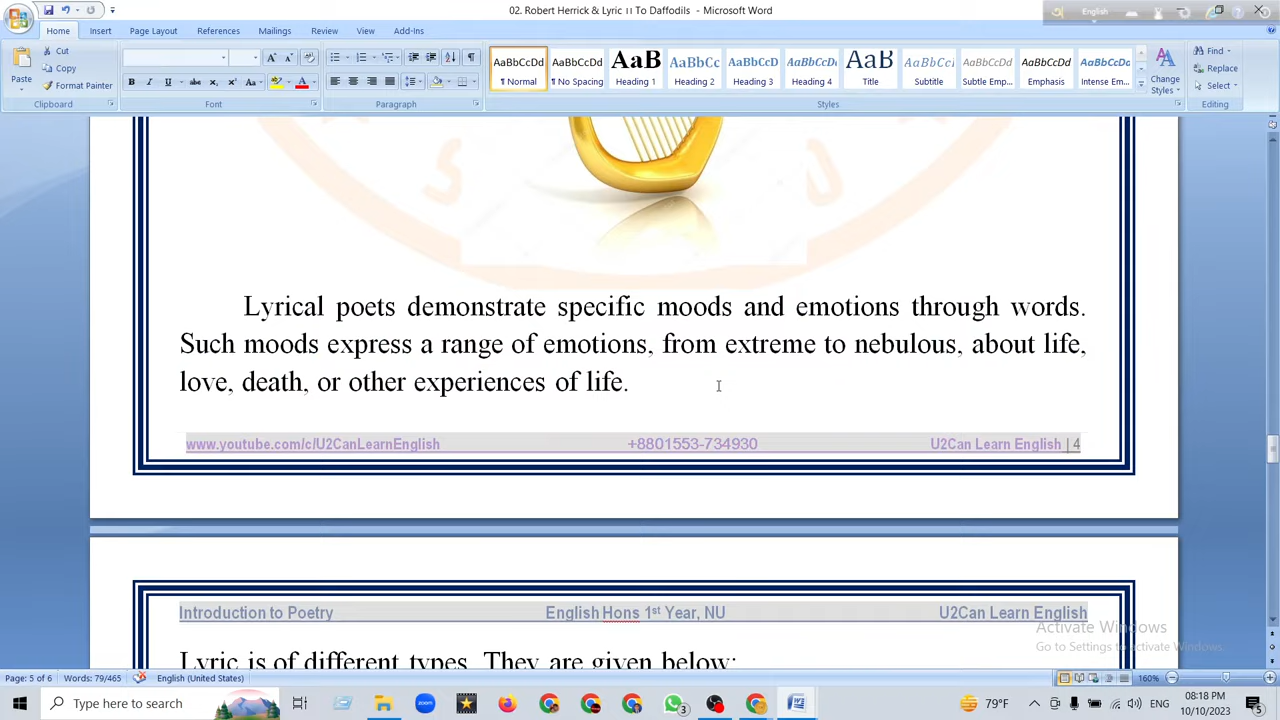 02. Robert Herrick & Lyric II To Daffodils - Microsoft Word
English
Home Insert Page Layout References Mailings Review View Add-Ins
Paste
Cut
Copy
Format Painter
Clipboard
Font
Paragraph
AaBbCcDd AaBbCcDd AaB AaBbCc AaBbCcD AaBbCcDd AaB AaBbCcl AaBbCcDd AaBbCcDd AaBbCcDd
¶ Normal ¶ No Spacing Heading 1 Heading 2 Heading 3 Heading 4 Title Subtitle Subtle Emp... Emphasis Intense Em...
Styles
Change Styles
Find
Replace
Select
Editing
Lyrical poets demonstrate specific moods and emotions through words.
Such moods express a range of emotions, from extreme to nebulous, about life,
love, death, or other experiences of life.
www.youtube.com/c/U2CanLearnEnglish +8801553-734930 U2Can Learn English | 4
Introduction to Poetry English Hons 1st Year, NU U2Can Learn English
Activate Windows
Go to Settings to activate Windows.
Lyric is of different types. They are given below:
Page: 5 of 6 Words: 79/465 English (United States) 160%
Type here to search
zoom
3
79°F
ENG
08:18 PM
10/10/2023
5